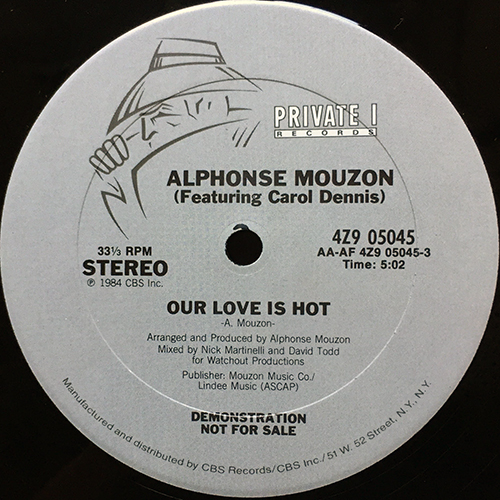 PRIVATE I
RECORDS
ALPHONSE MOUZON
(Featuring Carol Dennis)
33⅓ RPM
STEREO
℗ 1984 CBS Inc.
4Z9 05045
AA-AF 4Z9 05045-3
Time: 5:02
OUR LOVE IS HOT
-A. Mouzon-
Arranged and Produced by Alphonse Mouzon
Mixed by Nick Martinelli and David Todd
for Watchout Productions
Publisher: Mouzon Music Co./
Lindee Music (ASCAP)
DEMONSTRATION
NOT FOR SALE
Manufactured and distributed by CBS Records/CBS Inc./51 W. 52 Street, N.Y., N.Y.